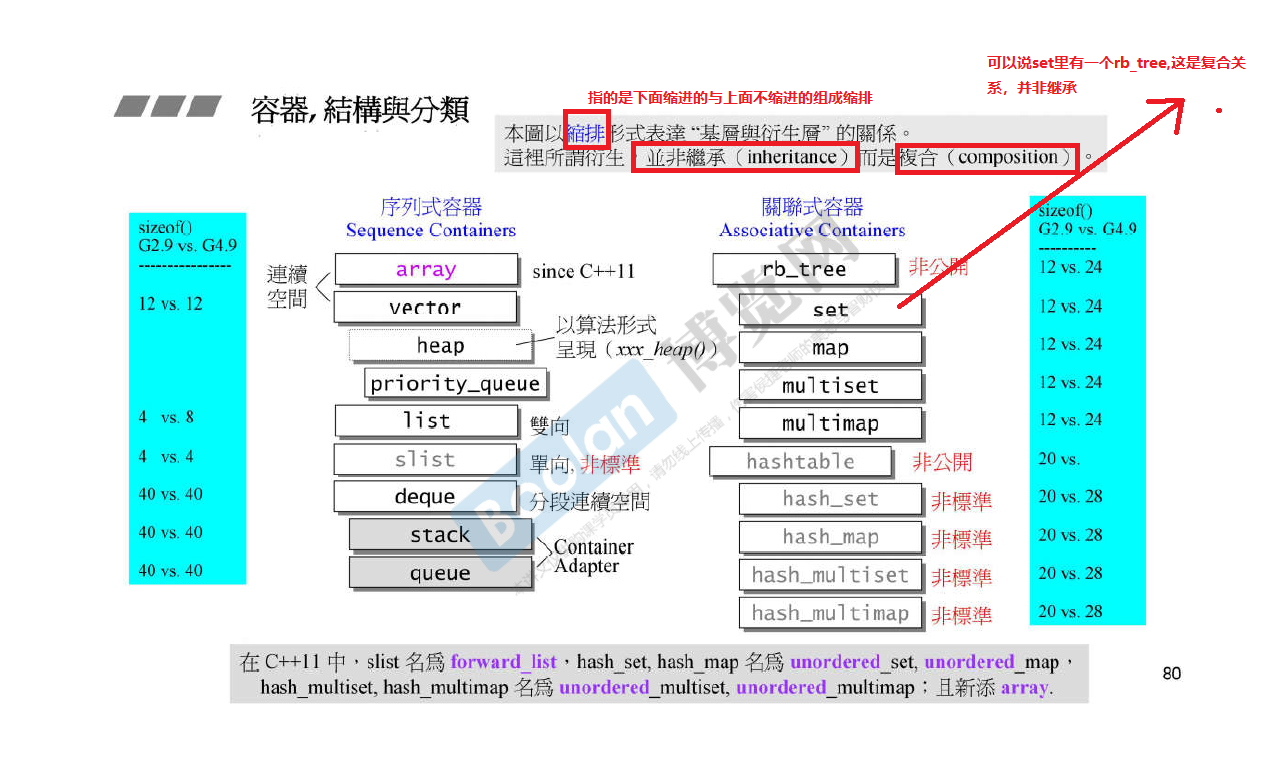 可以说set里有一个rb_tree,这是复合关
系，并非继承
指的是下面缩进的与上面不缩进的组成缩排
容器, 結構與分類
本圖以縮排形式表達 “基層與衍生層” 的關係。
這裡所謂衍生，並非繼承（inheritance）而是複合（composition）。
sizeof()
G2.9 vs. G4.9
----------------
12 vs. 12
4 vs. 8
4 vs. 4
40 vs. 40
40 vs. 40
40 vs. 40
序列式容器
Sequence Containers
連續
空間
array
since C++11
vector
heap
以算法形式
呈現（xxx_heap()）
priority_queue
list
雙向
slist
單向, 非標準
deque
分段連續空間
stack
queue
Container
Adapter
關聯式容器
Associative Containers
rb_tree
非公開
set
map
multiset
multimap
hashtable
非公開
hash_set
非標準
hash_map
非標準
hash_multiset
非標準
hash_multimap
非標準
sizeof()
G2.9 vs. G4.9
----------
12 vs. 24
12 vs. 24
12 vs. 24
12 vs. 24
12 vs. 24
20 vs.
20 vs. 28
20 vs. 28
20 vs. 28
20 vs. 28
Boolan
博览网
在 C++11 中，slist 名爲 forward_list，hash_set, hash_map 名爲 unordered_set, unordered_map，
hash_multiset, hash_multimap 名爲 unordered_multiset, unordered_multimap；且新添 array.
80